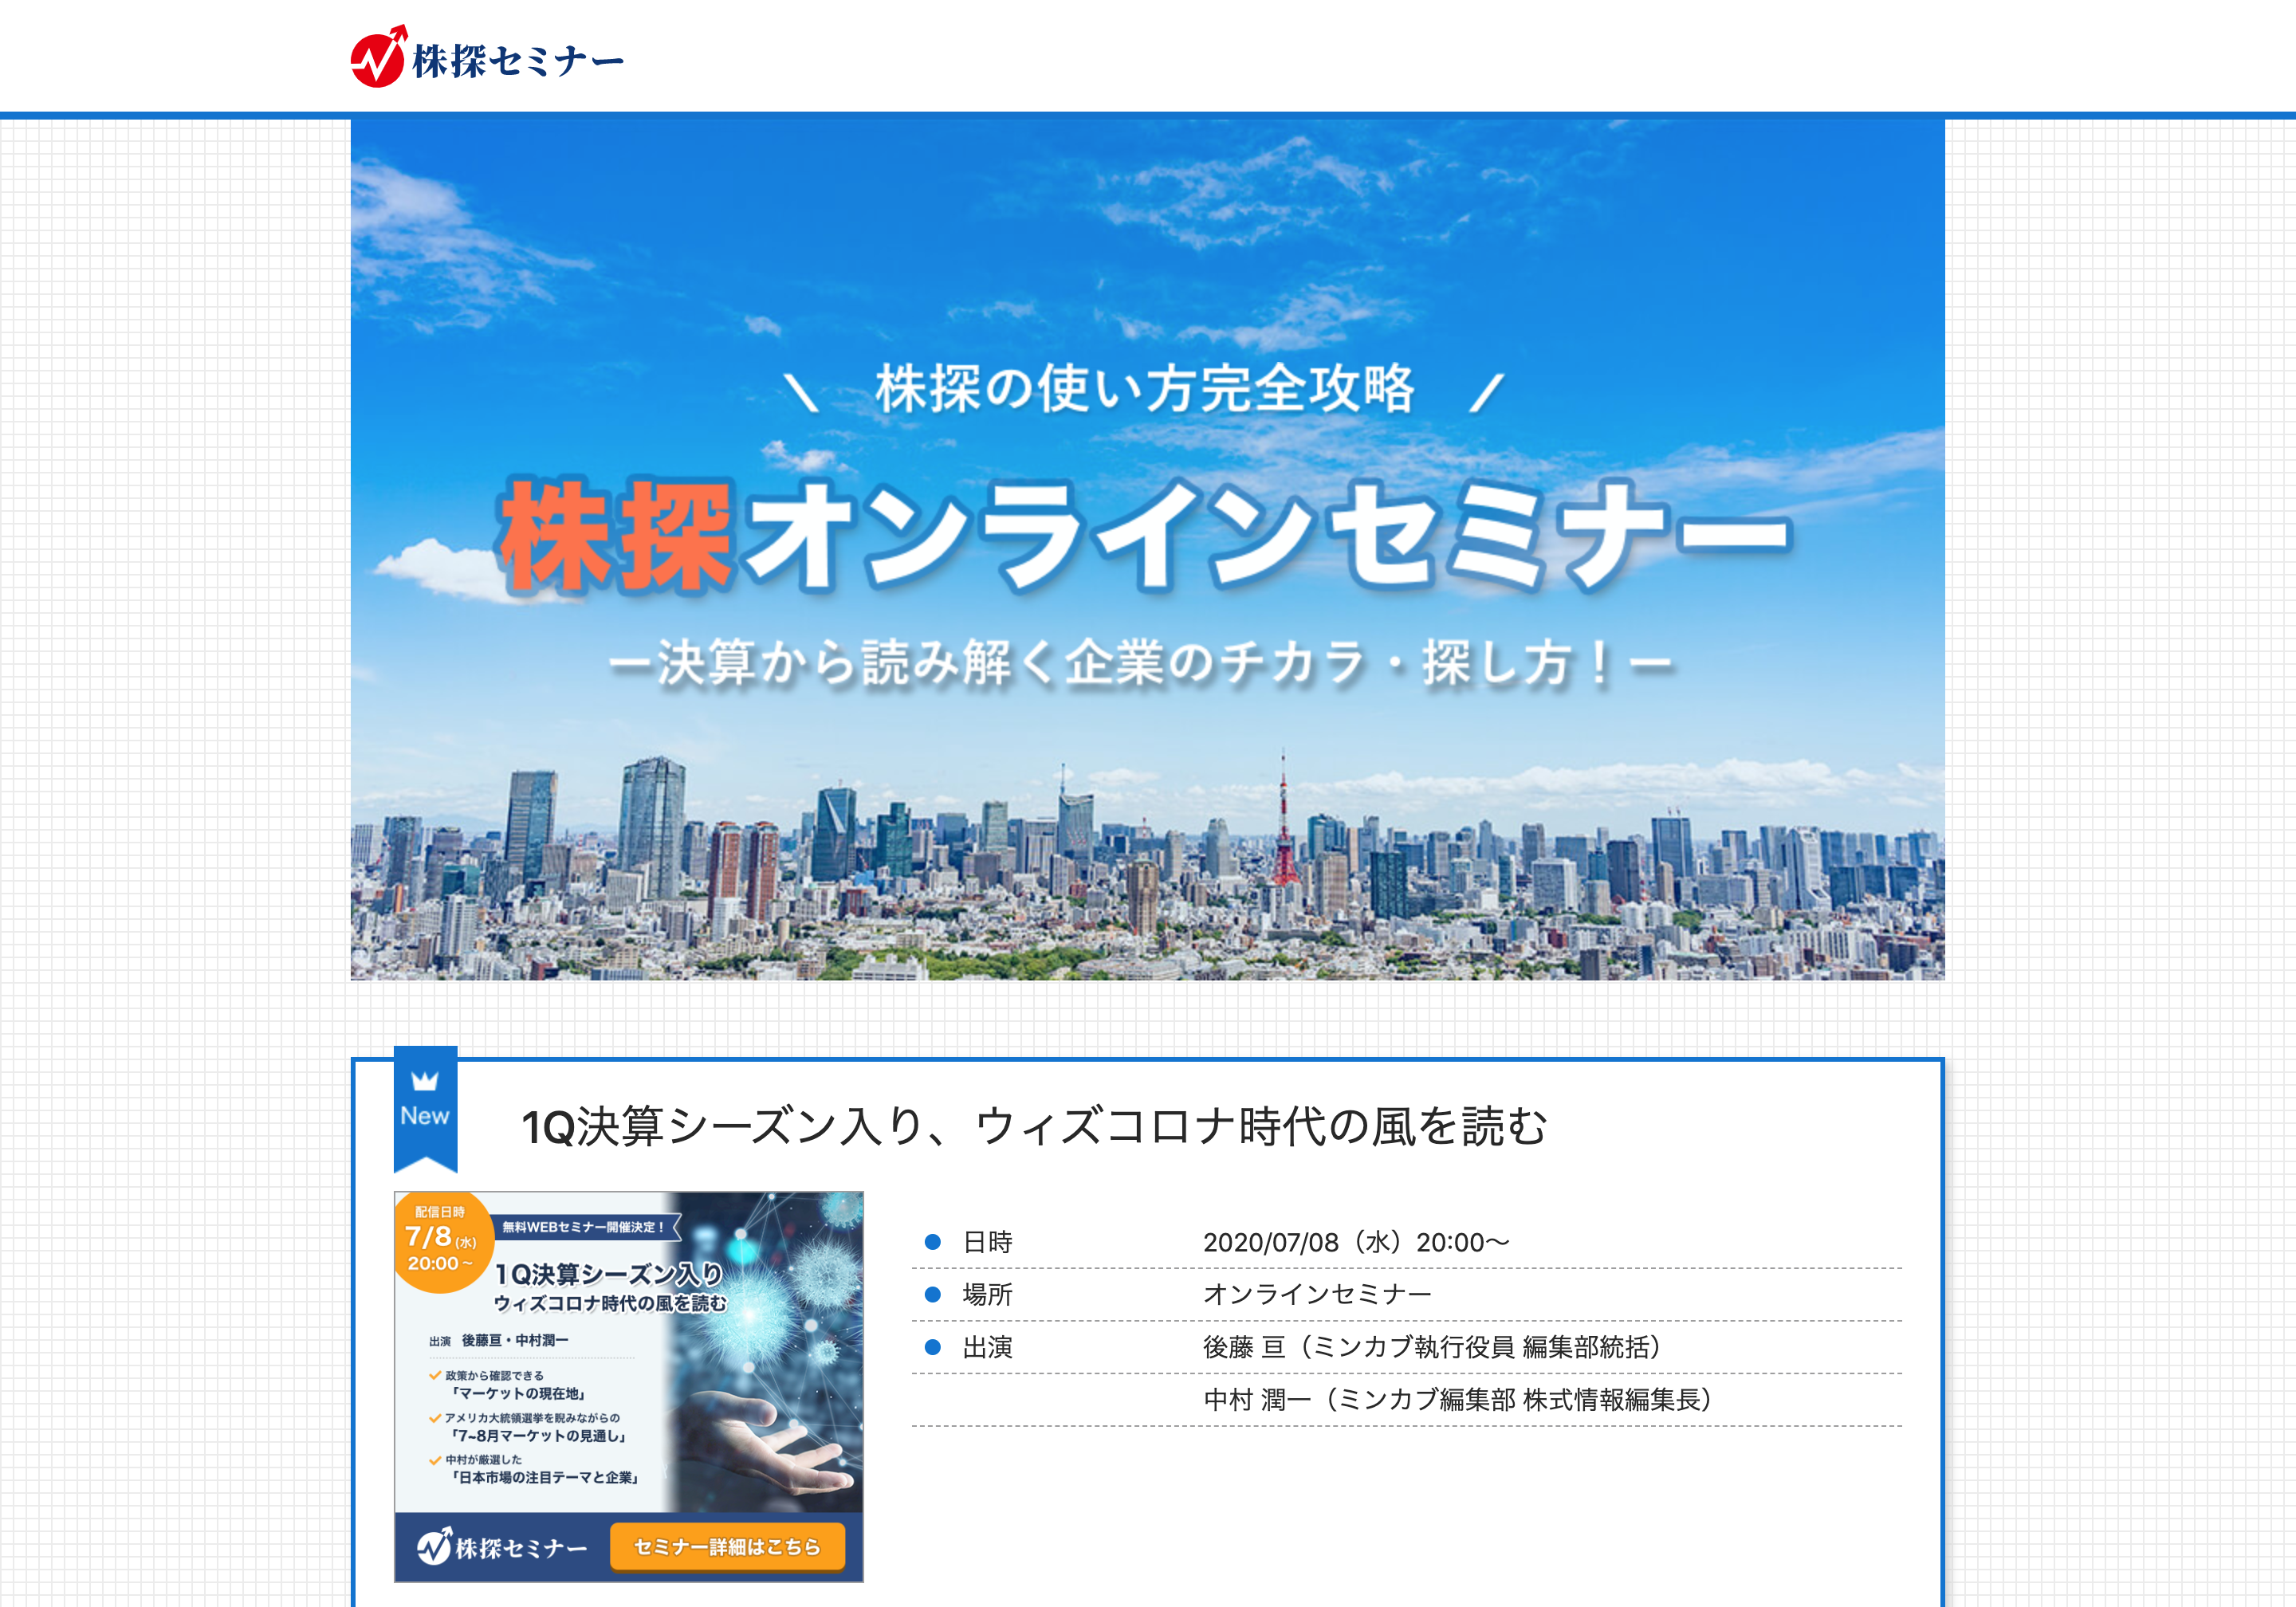 株探セミナー
\ 株探の使い方完全攻略 /
株探オンラインセミナー
ー決算から読み解く企業のチカラ・探し方！ー
New
1Q決算シーズン入り、ウィズコロナ時代の風を読む
配信日時
7/8(水)
20:00~
無料WEBセミナー開催決定！
1Q決算シーズン入り
ウィズコロナ時代の風を読む
出演 後藤亘・中村潤一
政策から確認できる
「マーケットの現在地」
アメリカ大統領選挙を睨みながらの
「7~8月マーケットの見通し」
中村が厳選した
「日本市場の注目テーマと企業」
株探セミナー
セミナー詳細はこちら
日時 2020/07/08（水）20:00〜
場所 オンラインセミナー
出演 後藤 亘（ミンカブ執行役員 編集部統括）
中村 潤一（ミンカブ編集部 株式情報編集長）